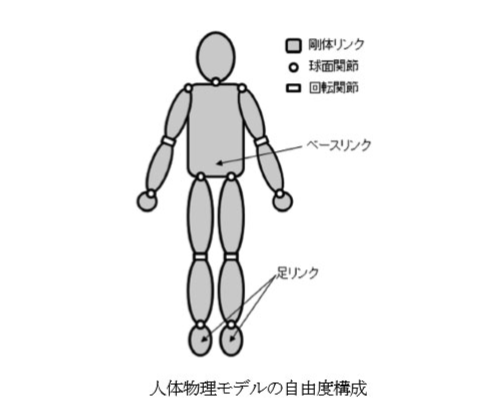 剛体リンク
球面関節
回転関節
ベースリンク
足リンク
人体物理モデルの自由度構成